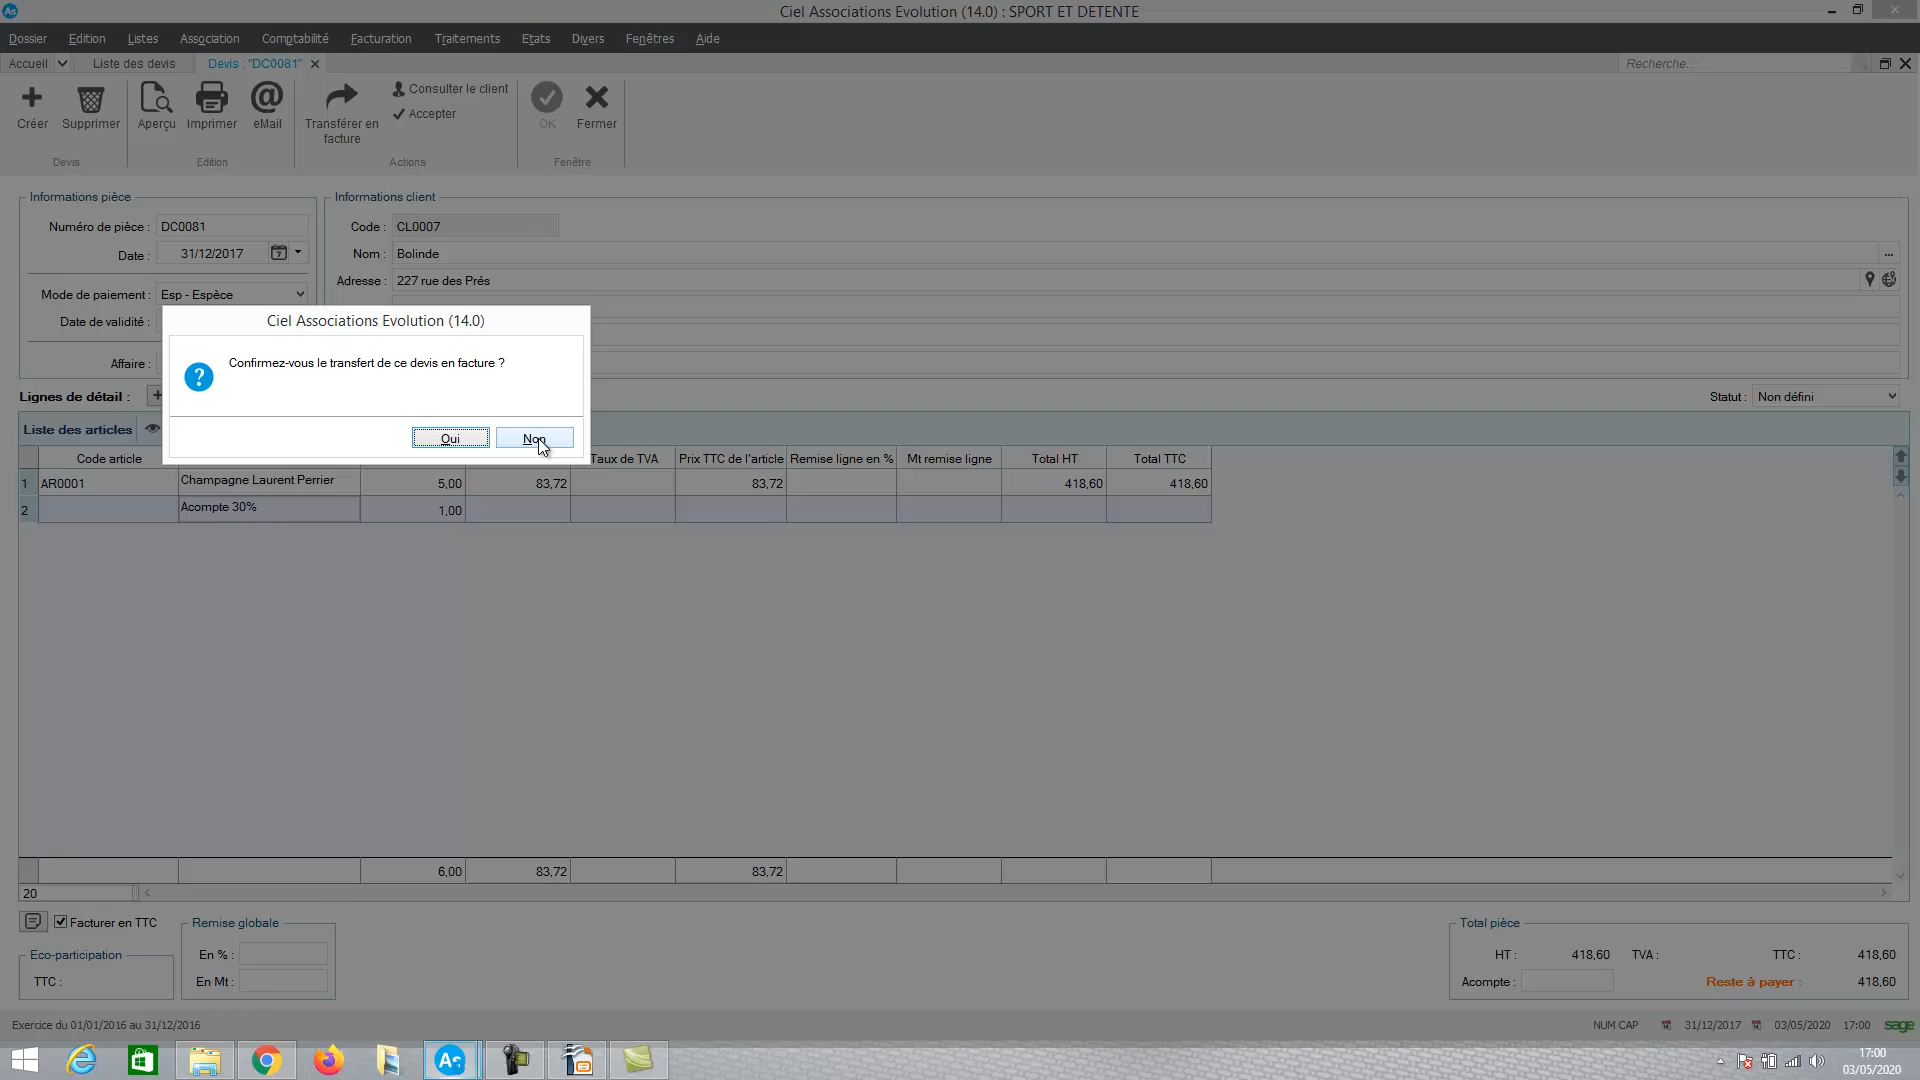 Ciel Associations Evolution (14.0) : SPORT ET DETENTE
Dossier Edition Listes Association Comptabilité Facturation Traitements Etats Divers Fenêtres Aide
Accueil Liste des devis Devis : "DC0081" Recherche...
Créer Supprimer Aperçu Imprimer eMail Transférer en facture Consulter le client Accepter OK Fermer
Devis Edition Actions Fenêtre
Informations pièce Informations client
Numéro de pièce : DC0081 Code : CL0007
Date : 31/12/2017 Nom : Bolinde ...
Adresse : 227 rue des Prés
Mode de paiement : Esp - Espèce
Date de validité :
Affaire :
Ciel Associations Evolution (14.0)
Confirmez-vous le transfert de ce devis en facture ?
Oui Non
Lignes de détail : Statut : Non défini
Liste des articles
Code article Taux de TVA Prix TTC de l'article Remise ligne en % Mt remise ligne Total HT Total TTC
1 AR0001 Champagne Laurent Perrier 5,00 83,72 83,72 418,60 418,60
2 Acompte 30% 1,00
6,00 83,72 83,72
20
Facturer en TTC Remise globale Total pièce
Eco-participation En % : HT : 418,60 TVA : TTC : 418,60
TTC : En Mt : Acompte : Reste à payer : 418,60
Exercice du 01/01/2016 au 31/12/2016 NUM CAP 31/12/2017 03/05/2020 17:00 sage
17:00
03/05/2020